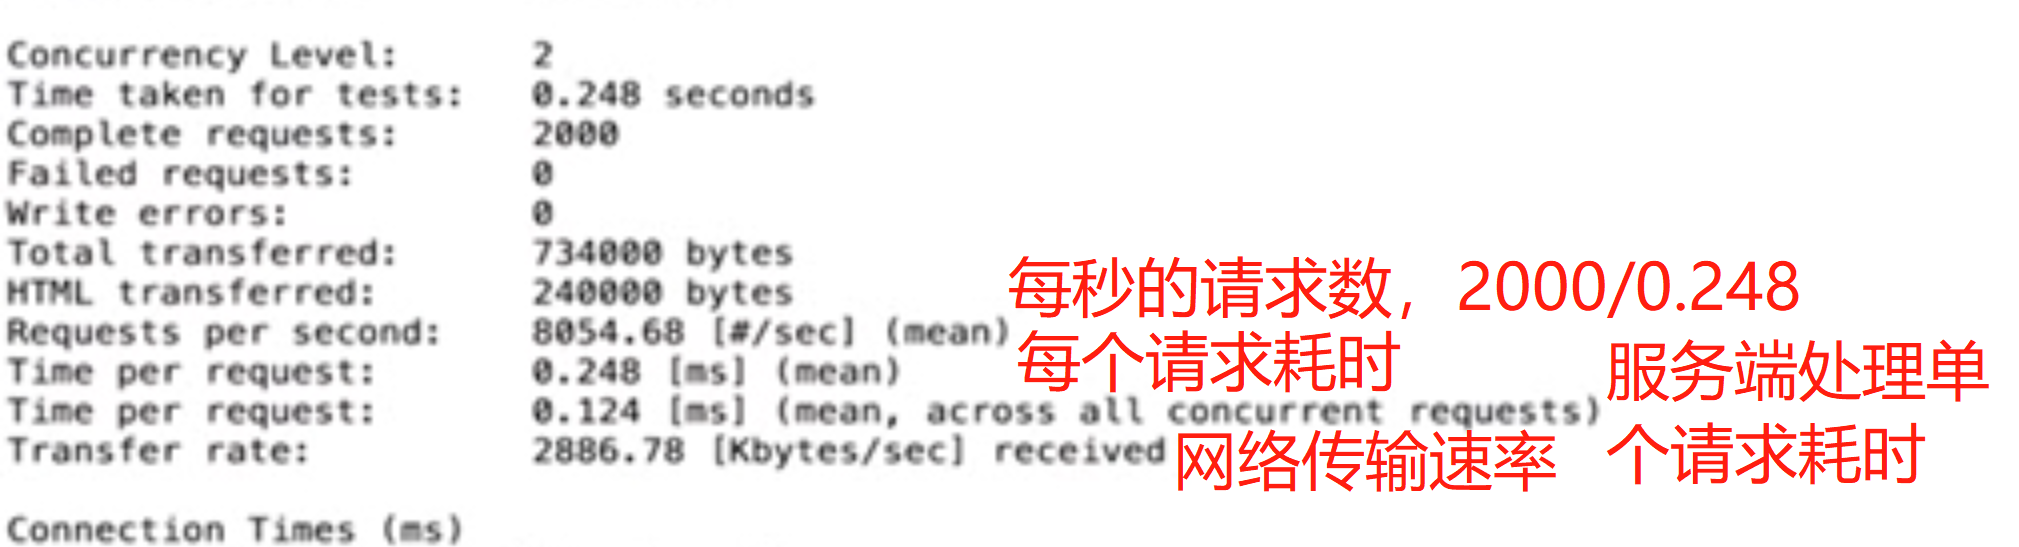 Concurrency Level: 2
Time taken for tests: 0.248 seconds
Complete requests: 2000
Failed requests: 0
Write errors: 0
Total transferred: 734000 bytes
HTML transferred: 240000 bytes
每秒的请求数，2000/0.248
Requests per second: 8054.68 [#/sec] (mean)
每个请求耗时
Time per request: 0.248 [ms] (mean)
服务端处理单
个请求耗时
Time per request: 0.124 [ms] (mean, across all concurrent requests)
Transfer rate: 2886.78 [Kbytes/sec] received
网络传输速率
Connection Times (ms)